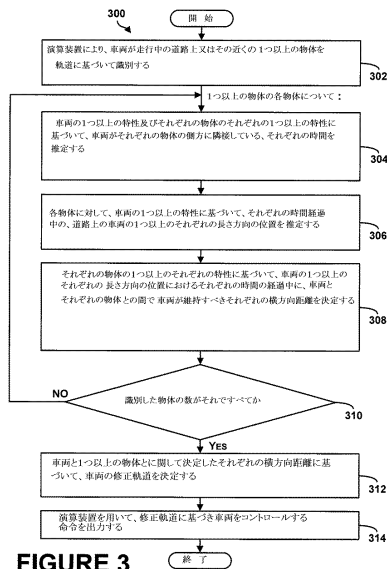 300
開 始
演算装置により、車両が走行中の道路上又はその近くの1つ以上の物体を
軌道に基づいて識別する
302
1つ以上の物体の各物体について:
車両の1つ以上の特性及びそれぞれの物体のそれぞれの1つ以上の特性に
基づいて、車両がそれぞれの物体の側方に隣接している、それぞれの時間を
推定する
304
各物体に対して、車両の1つ以上の特性に基づいて、それぞれの時間経過
中の、道路上の車両の1つ以上のそれぞれの長さ方向の位置を推定する
306
それぞれの物体の1つ以上のそれぞれの特性に基づいて、車両の1つ以上の
それぞれの長さ方向の位置におけるそれぞれの時間の経過中に、車両と
それぞれの物体との間で車両が維持すべきそれぞれの横方向距離を決定する
308
NO
識別した物体の数がそれですべてか
310
YES
車両と1つ以上の物体とに関して決定したそれぞれの横方向距離に基
づいて、車両の修正軌道を決定する
312
演算装置を用いて、修正軌道に基づき車両をコントロールする
命令を出力する
314
終 了
FIGURE 3